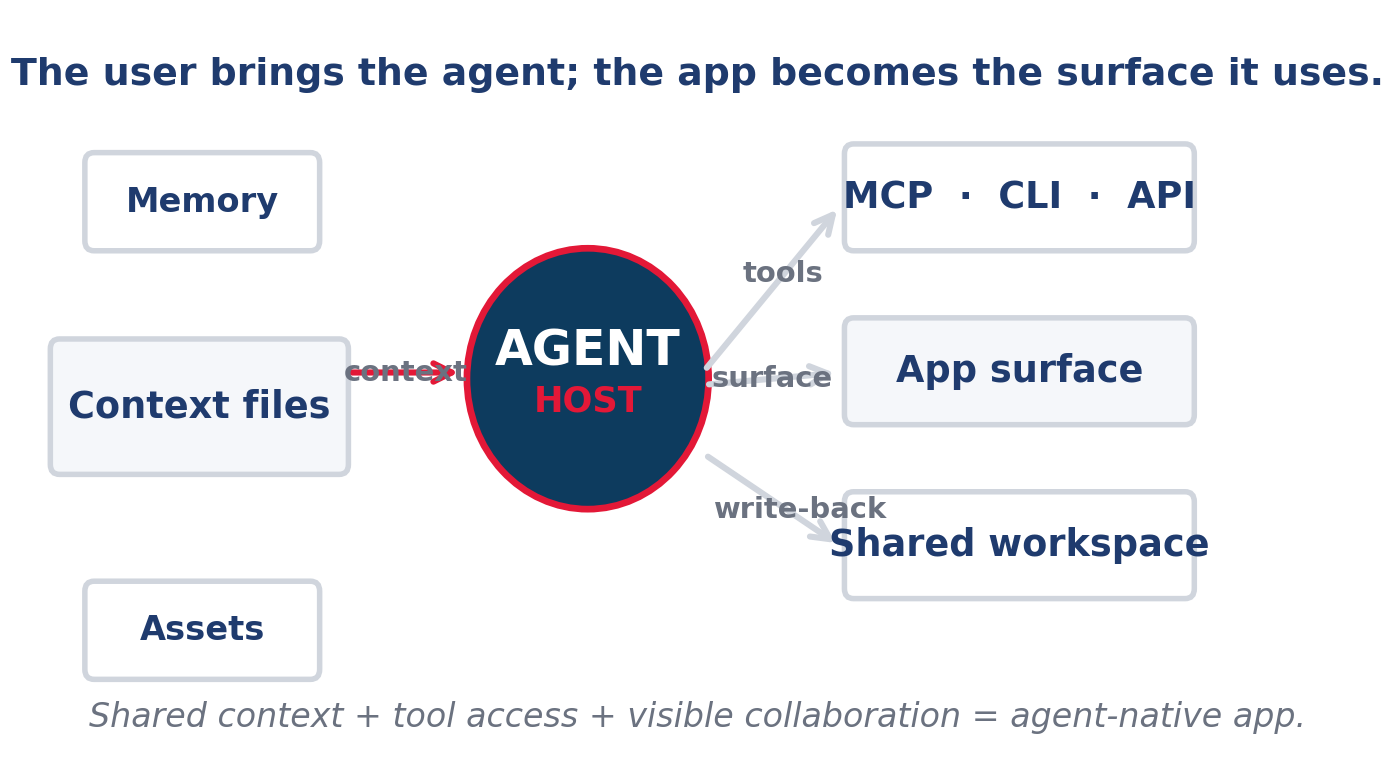 The user brings the agent; the app becomes the surface it uses.
Memory
Context files
Assets
context
AGENT
HOST
tools
surface
write-back
MCP · CLI · API
App surface
Shared workspace
Shared context + tool access + visible collaboration = agent-native app.